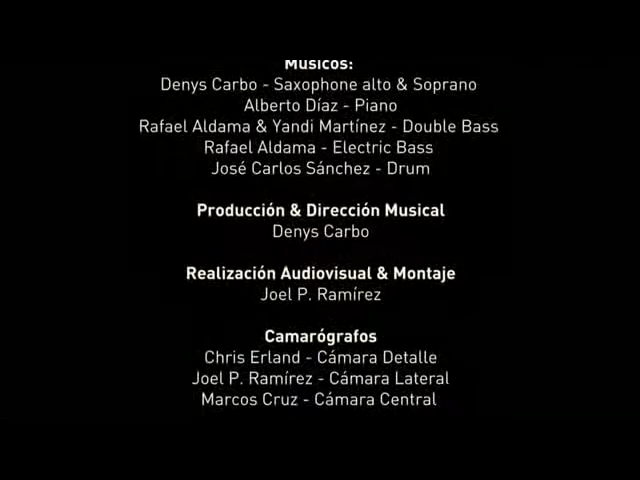 Músicos:
Denys Carbo - Saxophone alto & Soprano
Alberto Díaz - Piano
Rafael Aldama & Yandi Martínez - Double Bass
Rafael Aldama - Electric Bass
José Carlos Sánchez - Drum
Producción & Dirección Musical
Denys Carbo
Realización Audiovisual & Montaje
Joel P. Ramírez
Camarógrafos
Chris Erland - Cámara Detalle
Joel P. Ramírez - Cámara Lateral
Marcos Cruz - Cámara Central